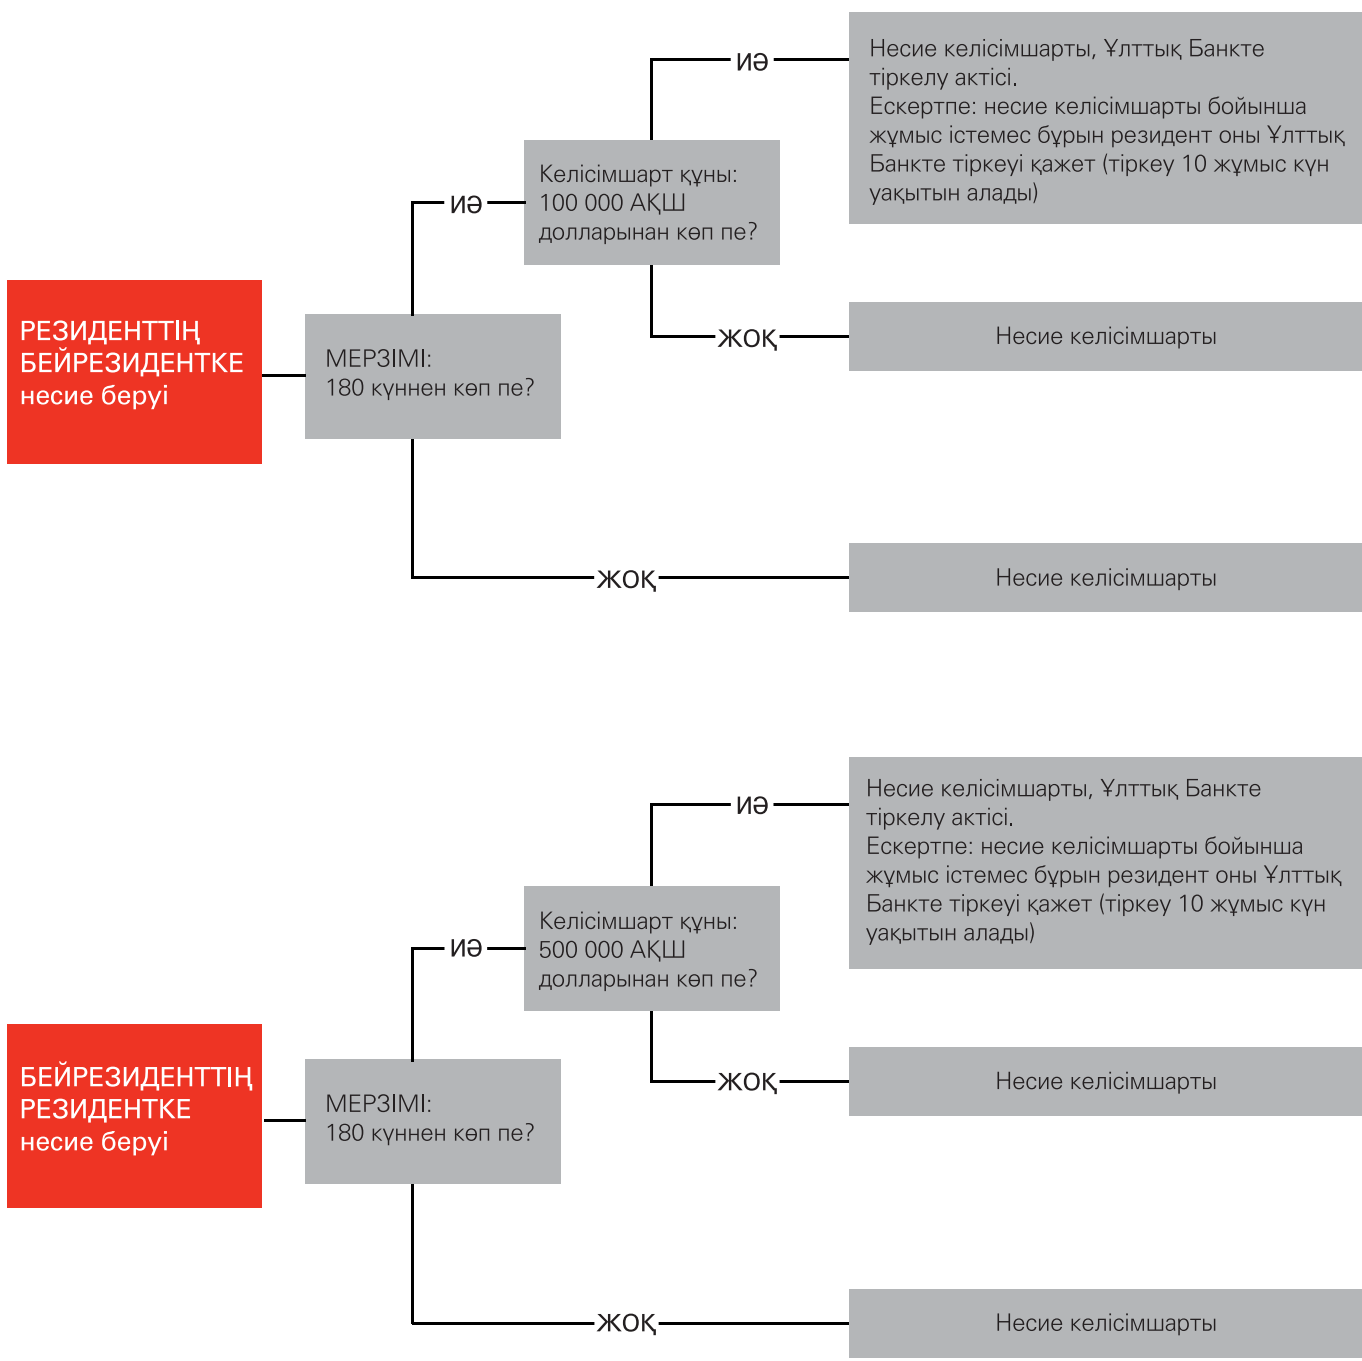 РЕЗИДЕНТТІҢ
БЕЙРЕЗИДЕНТКЕ
несие беруі
МЕРЗІМІ:
180 күннен көп пе?
ИӘ
Келісімшарт құны:
100 000 АҚШ
долларынан көп пе?
ИӘ
Несие келісімшарты, Ұлттық Банкте
тіркелу актісі.
Ескертпе: несие келісімшарты бойынша
жұмыс істемес бұрын резидент оны Ұлттық
Банкте тіркеуі қажет (тіркеу 10 жұмыс күн
уақытын алады)
ЖОҚ
Несие келісімшарты
ЖОҚ
Несие келісімшарты
БЕЙРЕЗИДЕНТТІҢ
РЕЗИДЕНТКЕ
несие беруі
МЕРЗІМІ:
180 күннен көп пе?
ИӘ
Келісімшарт құны:
500 000 АҚШ
долларынан көп пе?
ИӘ
Несие келісімшарты, Ұлттық Банкте
тіркелу актісі.
Ескертпе: несие келісімшарты бойынша
жұмыс істемес бұрын резидент оны Ұлттық
Банкте тіркеуі қажет (тіркеу 10 жұмыс күн
уақытын алады)
ЖОҚ
Несие келісімшарты
ЖОҚ
Несие келісімшарты